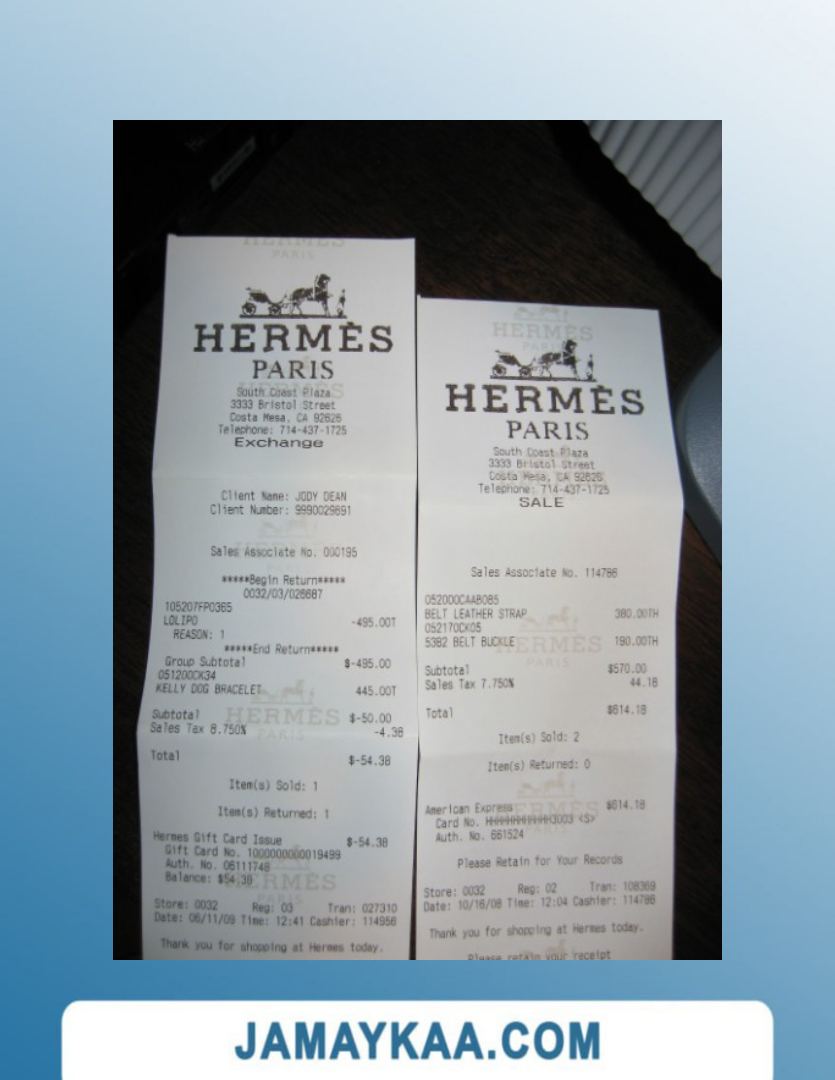 HERMÈS
PARIS
South Coast Plaza
3333 Bristol Street
Costa Mesa, CA 92626
Telephone: 714-437-1725
Exchange
Client Name: JODY DEAN
Client Number: 9990029891
Sales Associate No. 000195
*****Begin Return*****
0032/03/026687
105207FP0365
LOLIPO -495.00T
REASON: 1
*****End Return*****
Group Subtotal $-495.00
051200CK34
KELLY DOG BRACELET 445.00T
Subtotal $-50.00
Sales Tax 8.750% -4.38
Total $-54.38
Item(s) Sold: 1
Item(s) Returned: 1
Hermes Gift Card Issue $-54.38
Gift Card No. 1000000000019499
Auth. No. 06111748
Balance: $54.38
Store: 0032 Reg: 03 Tran: 027310
Date: 06/11/09 Time: 12:41 Cashier: 114956
Thank you for shopping at Hermes today.
HERMÈS
PARIS
South Coast Plaza
3333 Bristol Street
Costa Mesa, CA 92626
Telephone: 714-437-1725
SALE
Sales Associate No. 114786
052000CAAB085
BELT LEATHER STRAP 380.00TH
052170CK05
5382 BELT BUCKLE 190.00TH
Subtotal $570.00
Sales Tax 7.750% 44.18
Total $614.18
Item(s) Sold: 2
Item(s) Returned: 0
American Express $614.18
Card No. 3003 <S>
Auth. No. 661524
Please Retain for Your Records
Store: 0032 Reg: 02 Tran: 108369
Date: 10/16/08 Time: 12:04 Cashier: 114786
Thank you for shopping at Hermes today.
Please retain your receipt
JAMAYKAA.COM